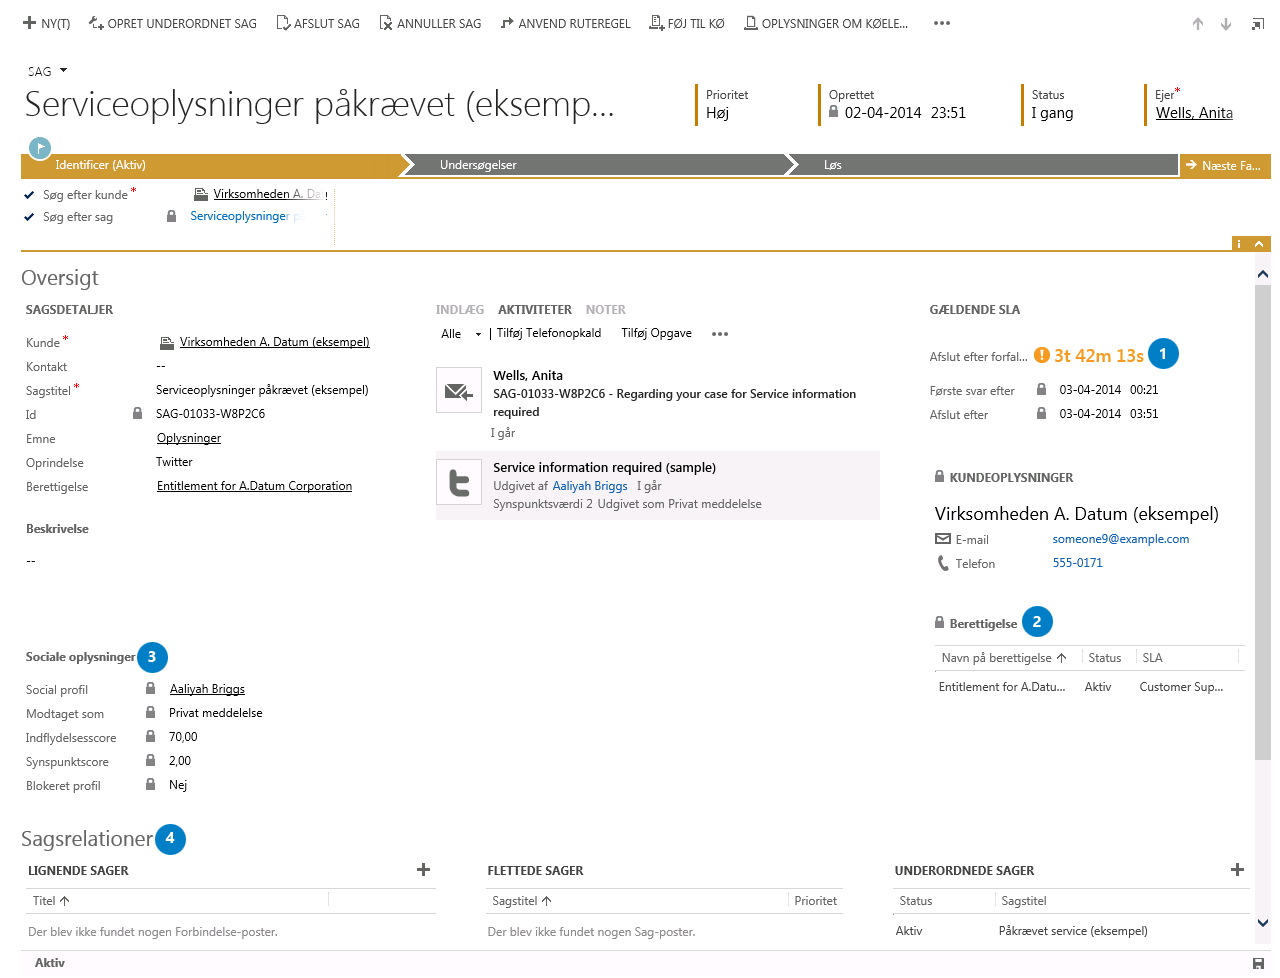 NY(T) OPRET UNDERORDNET SAG AFSLUT SAG ANNULLER SAG ANVEND RUTEREGEL FØJ TIL KØ OPLYSNINGER OM KØELE... •••
SAG
Serviceoplysninger påkrævet (eksemp...
Prioritet
Høj
Oprettet
02-04-2014 23:51
Status
I gang
Ejer*
Wells, Anita
Identificer (Aktiv) Undersøgelser Løs Næste Fa...
Søg efter kunde* Virksomheden A. Da
Søg efter sag Serviceoplysninger p
Oversigt
SAGSDETALJER
Kunde* Virksomheden A. Datum (eksempel)
Kontakt --
Sagstitel* Serviceoplysninger påkrævet (eksempel)
Id SAG-01033-W8P2C6
Emne Oplysninger
Oprindelse Twitter
Berettigelse Entitlement for A.Datum Corporation
Beskrivelse
--
Sociale oplysninger 3
Social profil Aaliyah Briggs
Modtaget som Privat meddelelse
Indflydelsesscore 70,00
Synspunktscore 2,00
Blokeret profil Nej
INDLÆG AKTIVITETER NOTER
Alle | Tilføj Telefonopkald Tilføj Opgave •••
Wells, Anita
SAG-01033-W8P2C6 - Regarding your case for Service information
required
I går
Service information required (sample)
Udgivet af Aaliyah Briggs I går
Synspunktsværdi 2 Udgivet som Privat meddelelse
GÆLDENDE SLA
Afslut efter forfal... 3t 42m 13s 1
Første svar efter 03-04-2014 00:21
Afslut efter 03-04-2014 03:51
KUNDEOPLYSNINGER
Virksomheden A. Datum (eksempel)
E-mail someone9@example.com
Telefon 555-0171
Berettigelse 2
Navn på berettigelse Status SLA
Entitlement for A.Datu... Aktiv Customer Sup...
Sagsrelationer 4
LIGNENDE SAGER
Titel
Der blev ikke fundet nogen Forbindelse-poster.
FLETTEDE SAGER
Sagstitel Prioritet
Der blev ikke fundet nogen Sag-poster.
UNDERORDNEDE SAGER
Status Sagstitel
Aktiv Påkrævet service (eksempel)
Aktiv